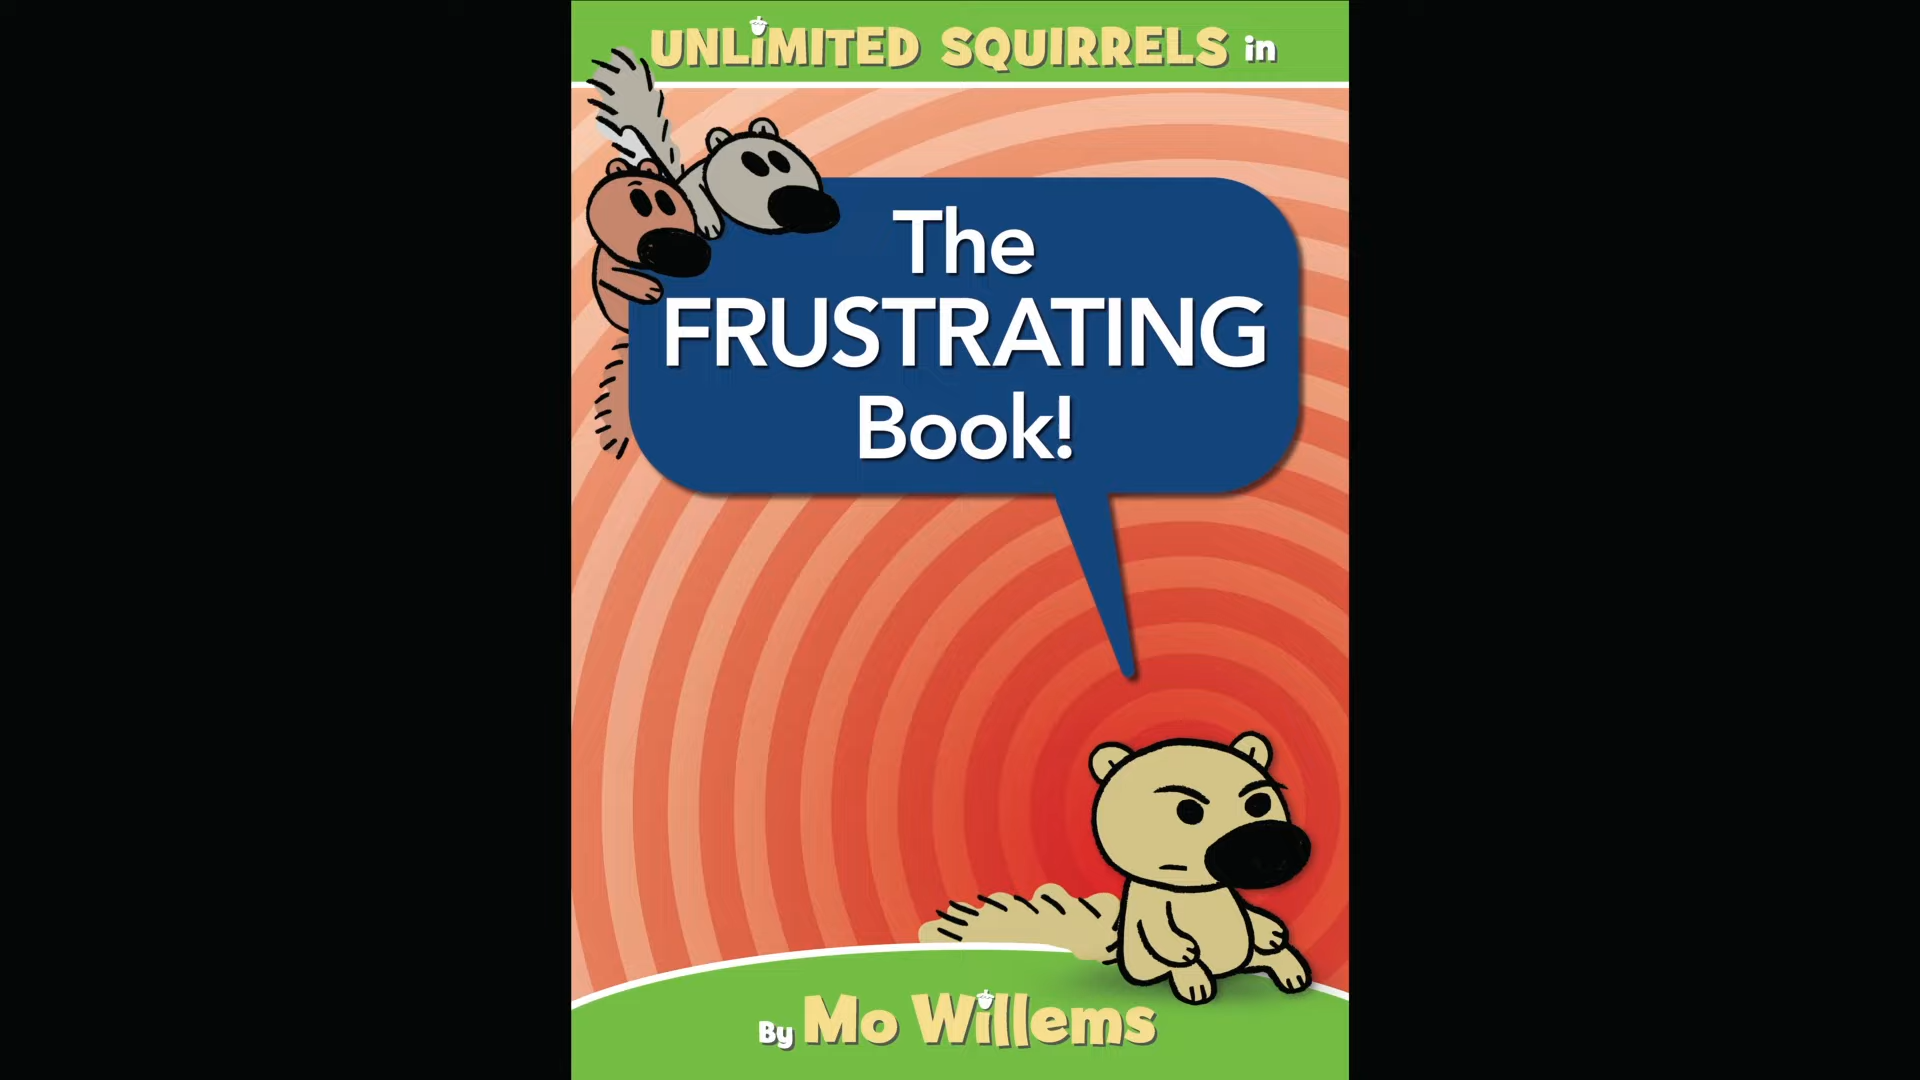 UNLIMITED SQUIRRELS in
The
FRUSTRATING
Book!
By Mo Willems